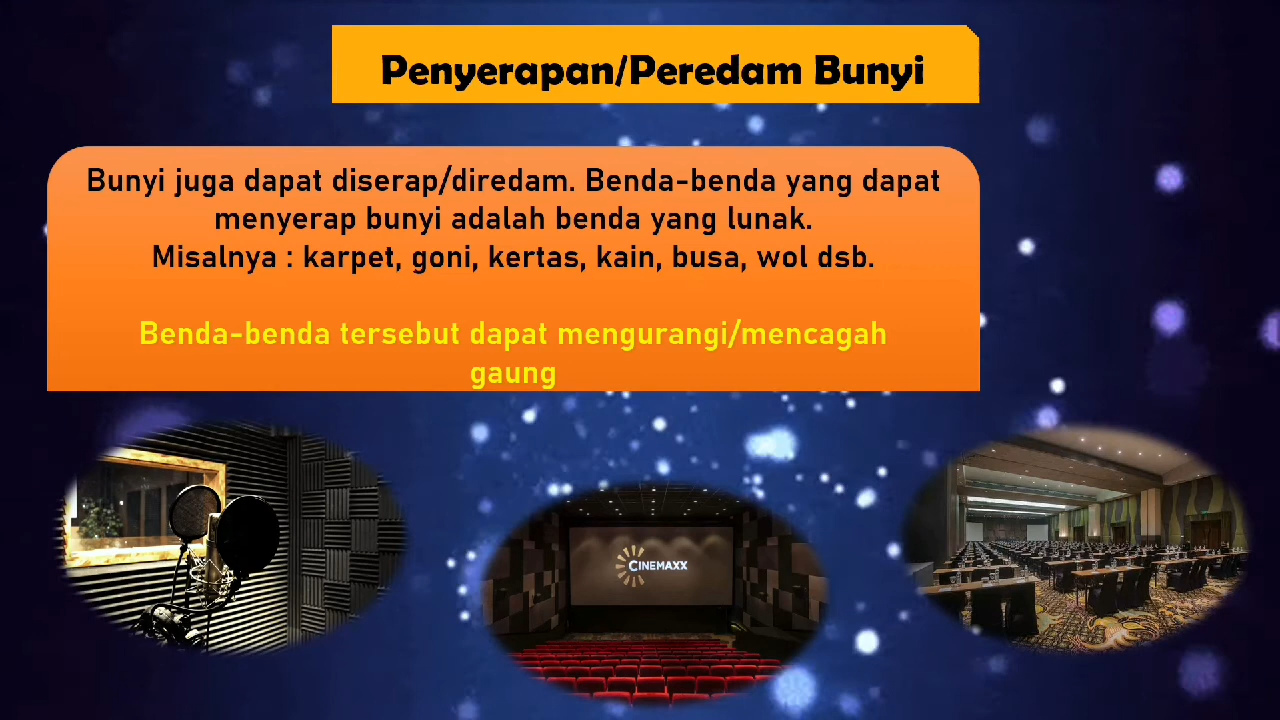 Penyerapan/Peredam Bunyi
Bunyi juga dapat diserap/diredam. Benda-benda yang dapat
menyerap bunyi adalah benda yang lunak.
Misalnya : karpet, goni, kertas, kain, busa, wol dsb.
Benda-benda tersebut dapat mengurangi/mencagah
gaung
CINEMAXX